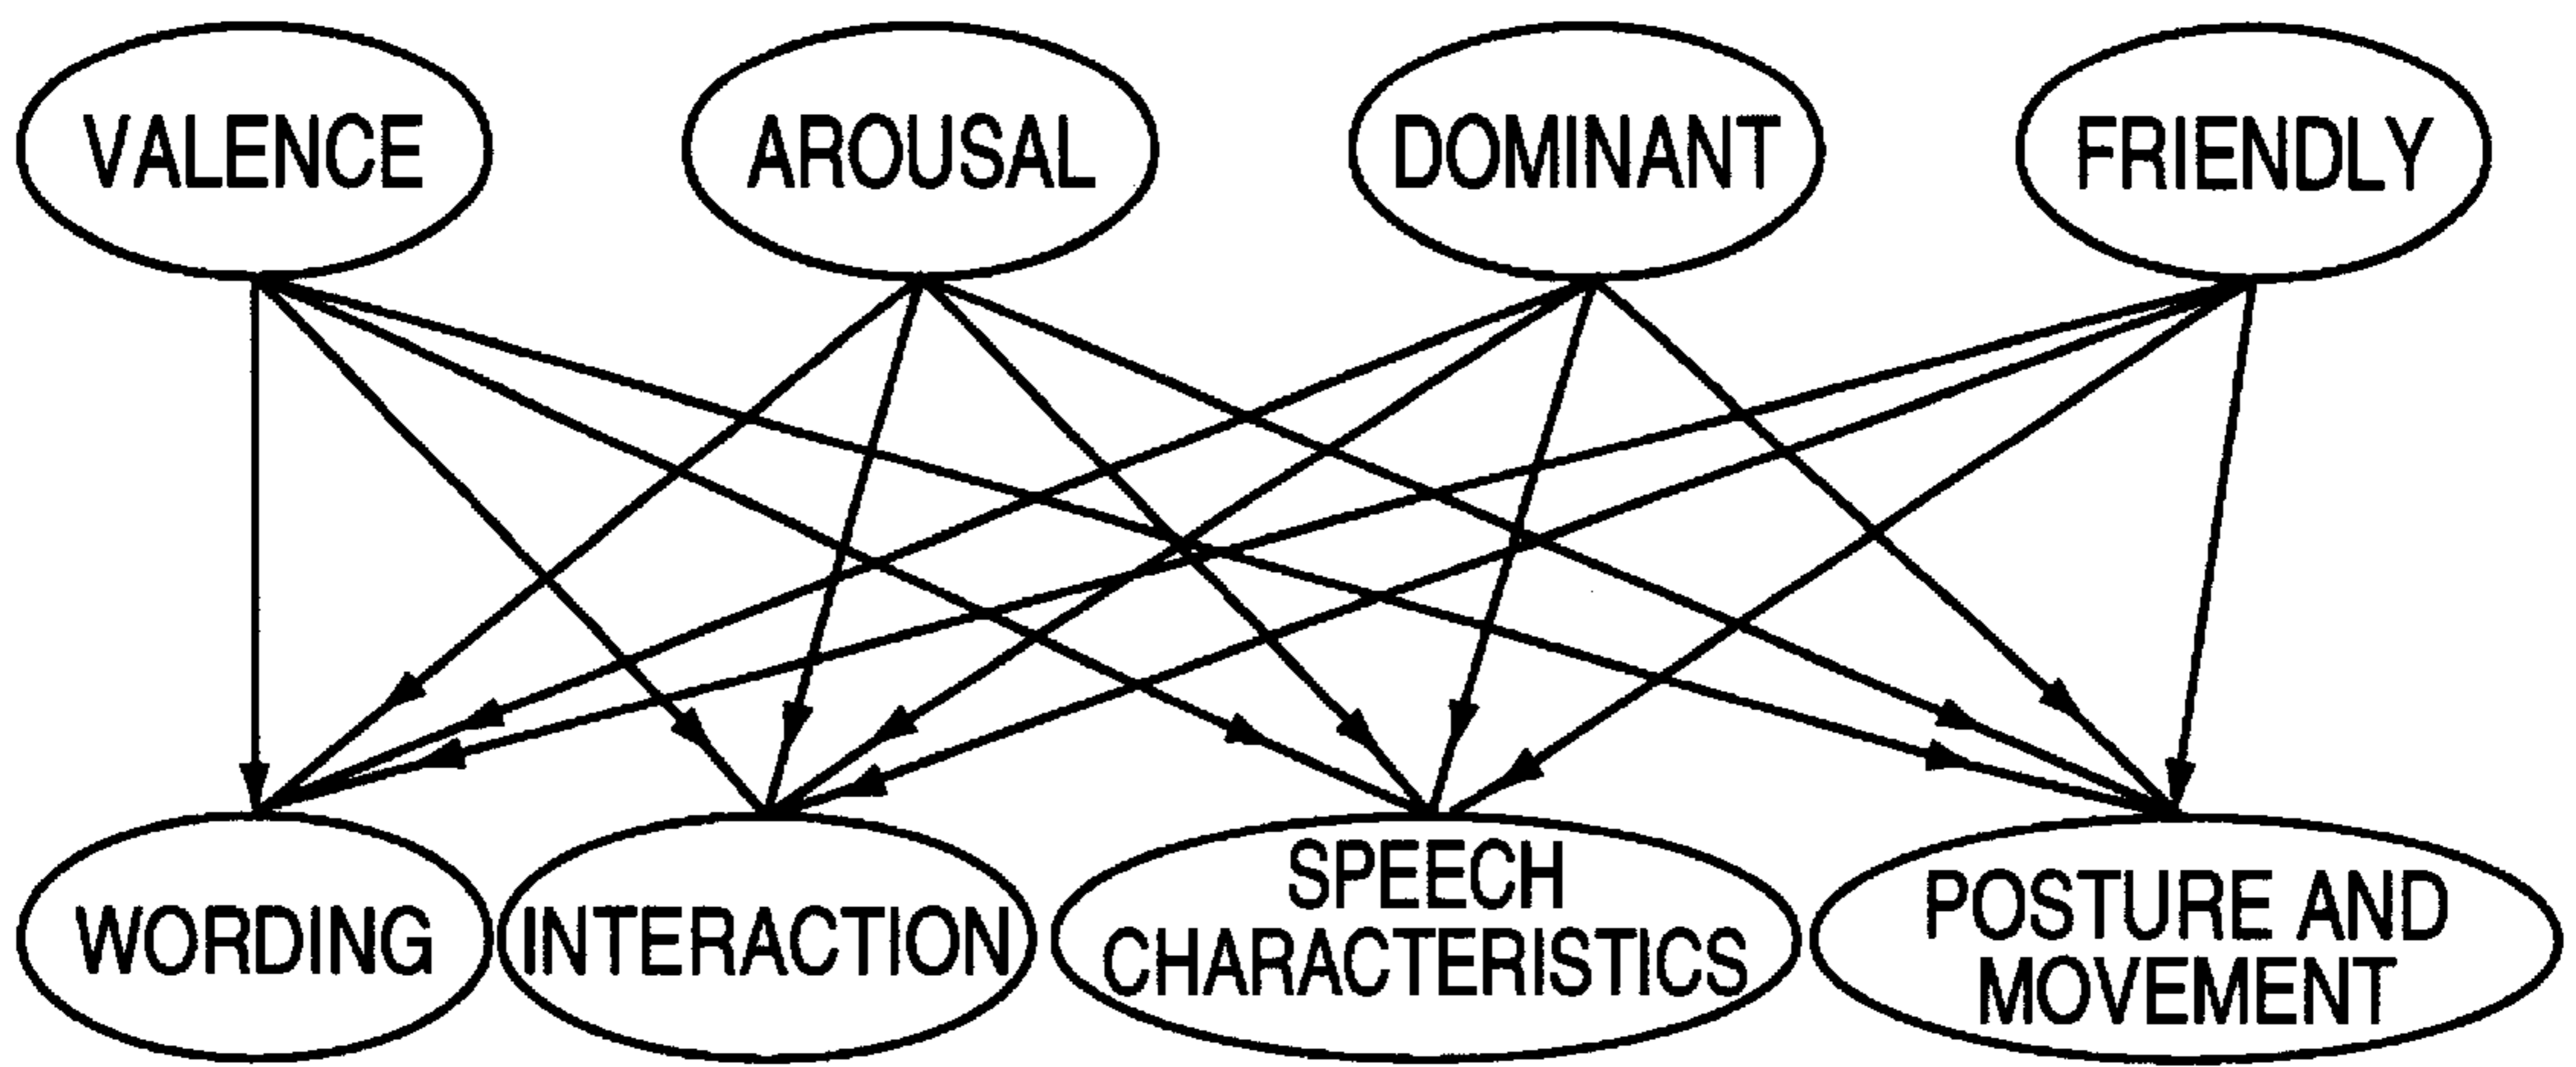 VALENCE
AROUSAL
DOMINANT
FRIENDLY
WORDING
INTERACTION
SPEECH
CHARACTERISTICS
POSTURE AND
MOVEMENT